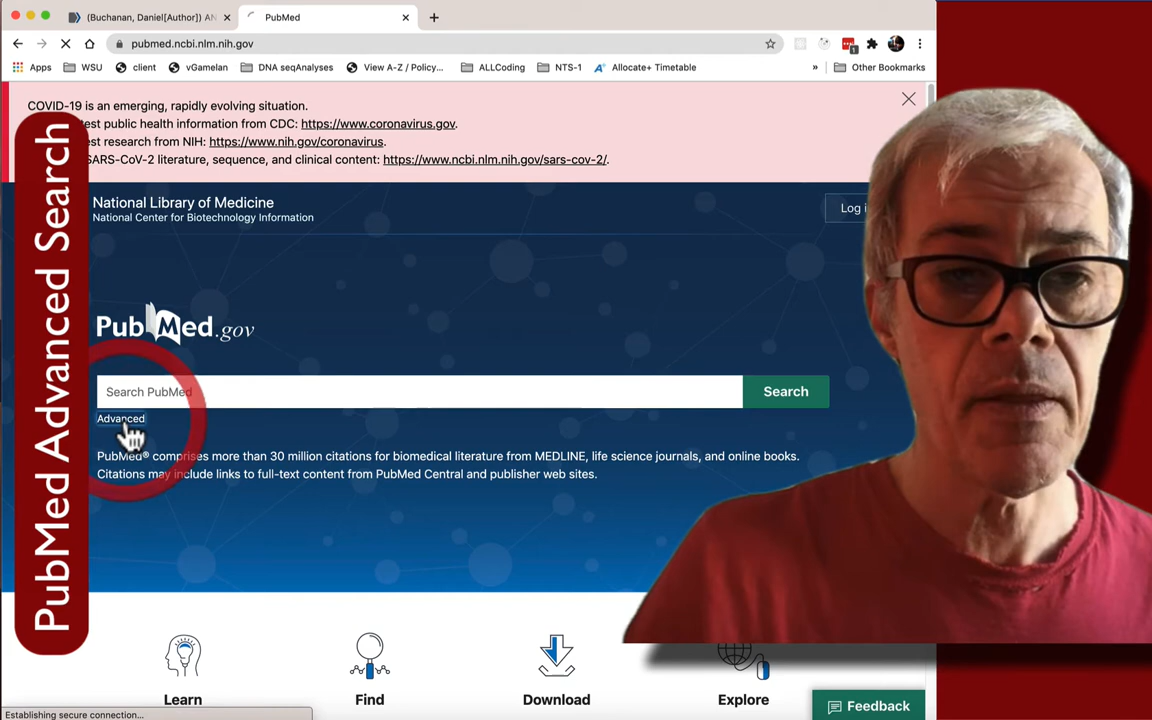 (Buchanan, Daniel[Author]) AN
PubMed
pubmed.ncbi.nlm.nih.gov
1
Apps
WSU
client
vGamelan
DNA seqAnalyses
View A-Z / Policy...
ALLCoding
NTS-1
Allocate+ Timetable
»
Other Bookmarks
COVID-19 is an emerging, rapidly evolving situation.
test public health information from CDC: https://www.coronavirus.gov.
test research from NIH: https://www.nih.gov/coronavirus.
SARS-CoV-2 literature, sequence, and clinical content: https://www.ncbi.nlm.nih.gov/sars-cov-2/.
PubMed Advanced Search
National Library of Medicine
National Center for Biotechnology Information
Log i
PubMed.gov
Search PubMed
Search
Advanced
PubMed® comprises more than 30 million citations for biomedical literature from MEDLINE, life science journals, and online books.
Citations may include links to full-text content from PubMed Central and publisher web sites.
Learn
Find
Download
Explore
Feedback
Establishing secure connection...